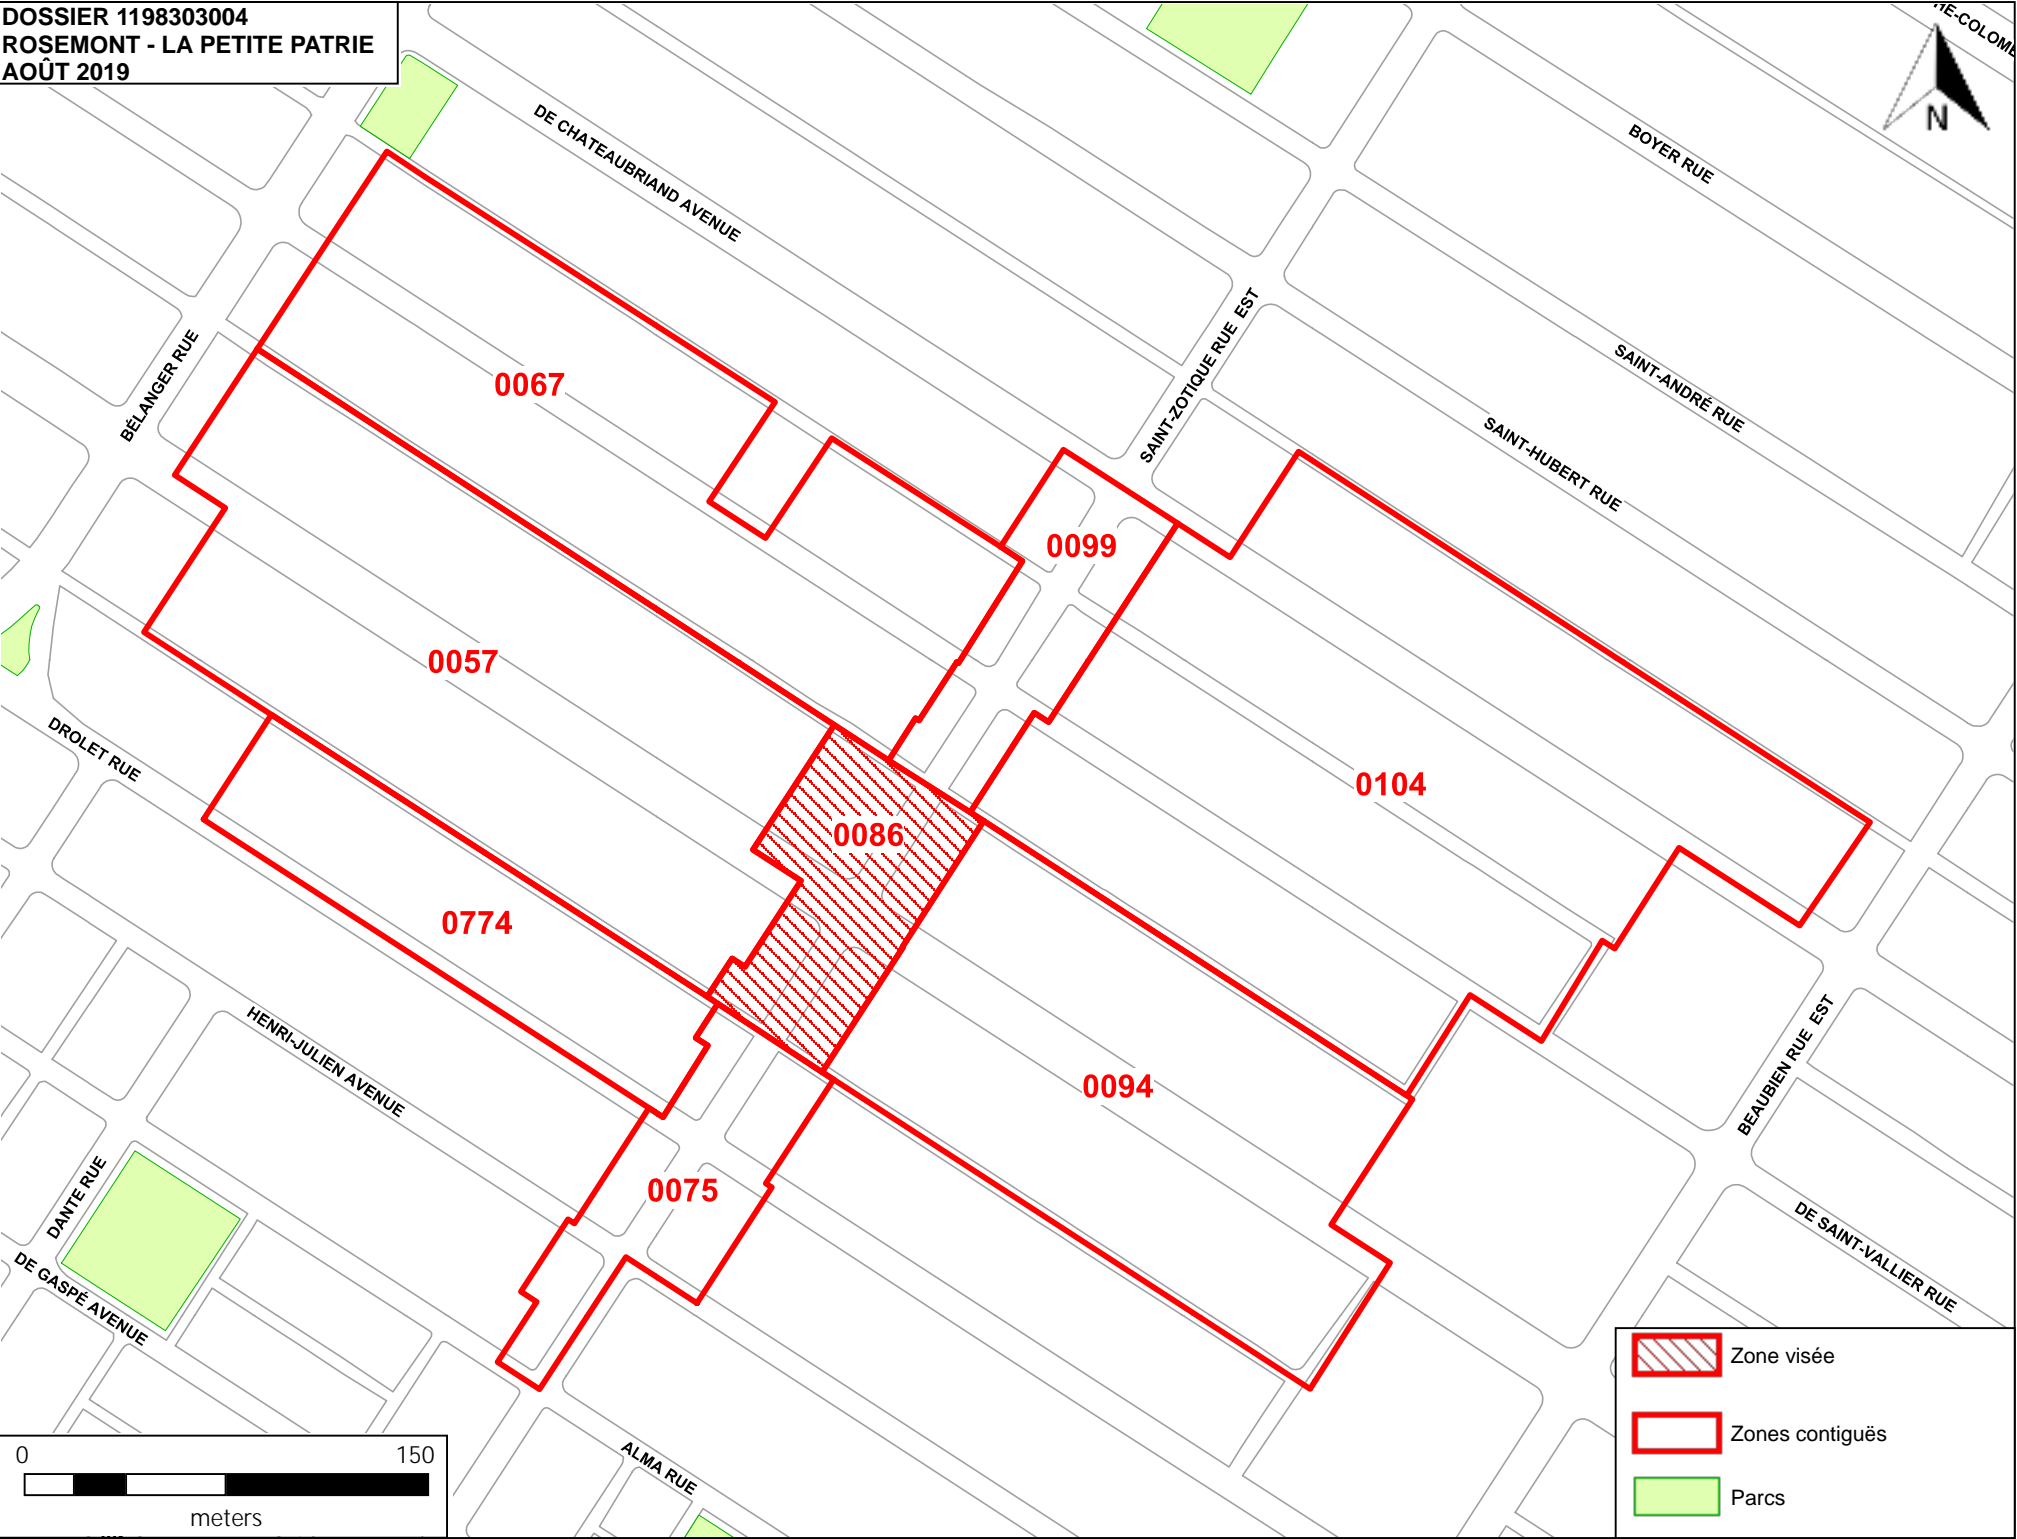 DOSSIER 1198303004
ROSEMONT - LA PETITE PATRIE
AOÛT 2019
N
DE CHATEAUBRIAND AVENUE
BOYER RUE
SAINT-ZOTIQUE RUE EST
BÉLANGER RUE
SAINT-ANDRÉ RUE
SAINT-HUBERT RUE
0067
0099
0057
DROLET RUE
0104
0086
0774
HENRI-JULIEN AVENUE
BEAUBIEN RUE EST
0094
DANTE RUE
0075
DE SAINT-VALLIER RUE
DE GASPÉ AVENUE
ALMA RUE
Zone visée
Zones contiguës
Parcs
0 150
meters